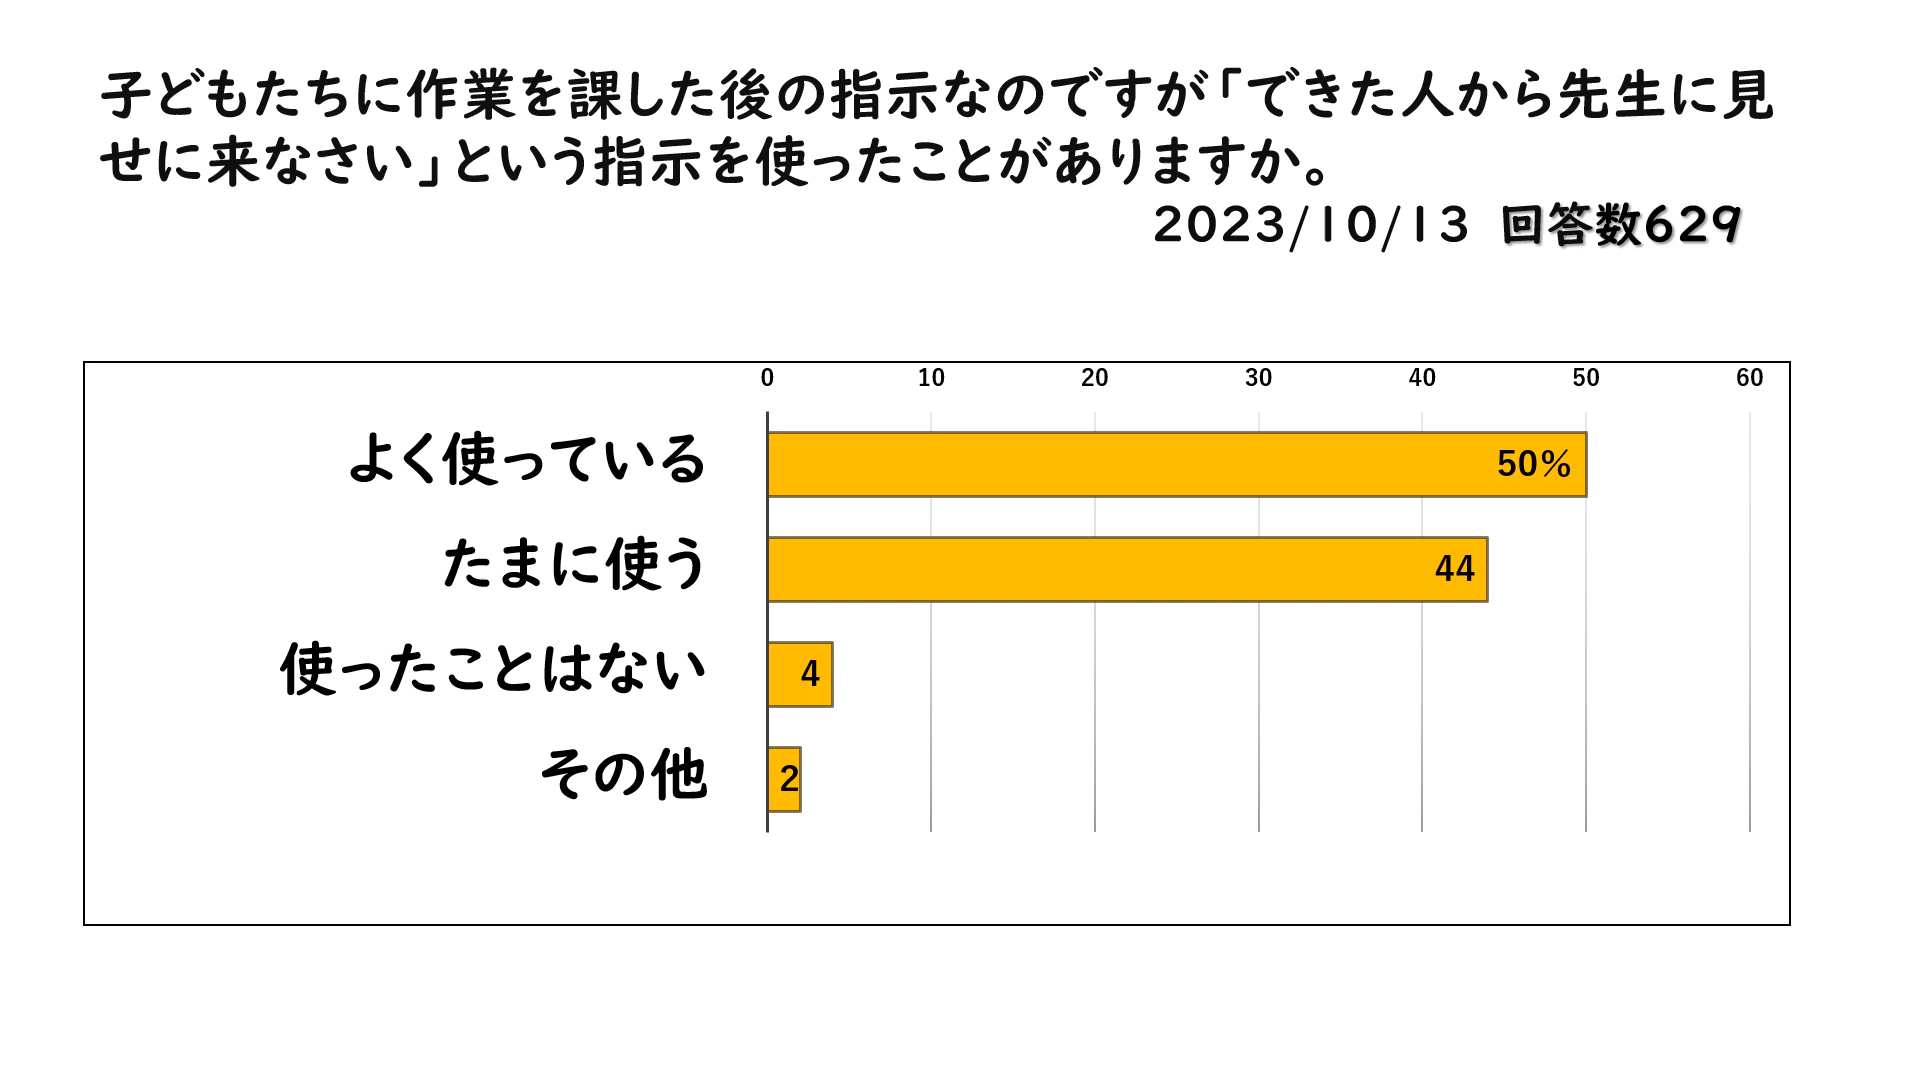 子どもたちに作業を課した後の指示なのですが「できた人から先生に見
せに来なさい」という指示を使ったことがありますか。
2023/10/13 回答数629
0 10 20 30 40 50 60
よく使っている 50%
たまに使う 44
使ったことはない 4
その他 2